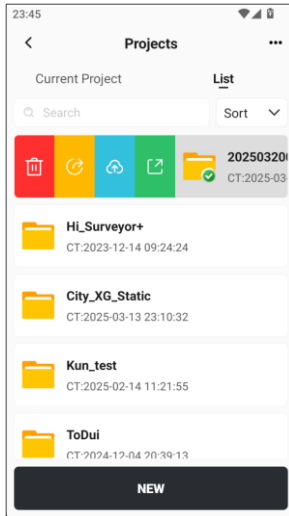 23:45
Projects
Current Project
List
Search
Sort
20250320
CT:2025-03-
Hi_Surveyor+
CT:2023-12-14 09:24:24
City_XG_Static
CT:2025-03-13 23:10:32
Kun_test
CT:2025-02-14 11:21:55
ToDui
CT:2024-12-04 20:39:13
NEW